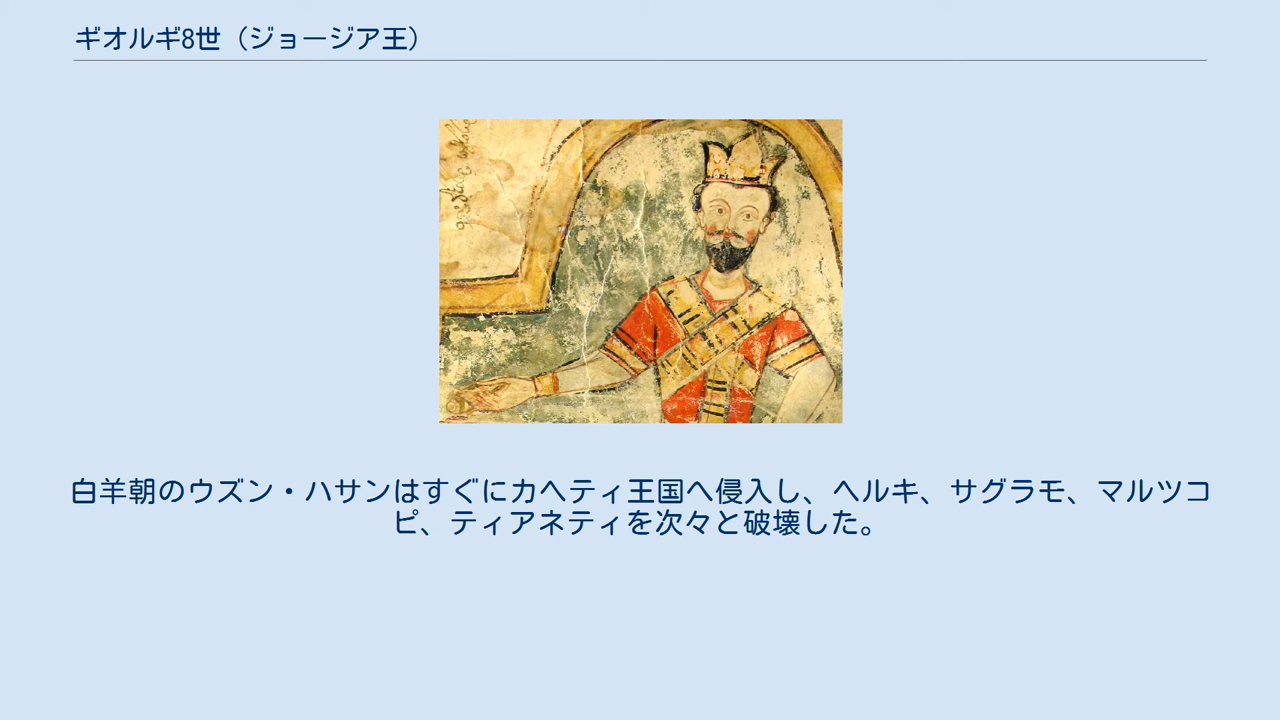 ギオルギ8世（ジョージア王）
白羊朝のウズン・ハサンはすぐにカヘティ王国へ侵入し、ヘルキ、サグラモ、マルツコ
ピ、ティアネティを次々と破壊した。